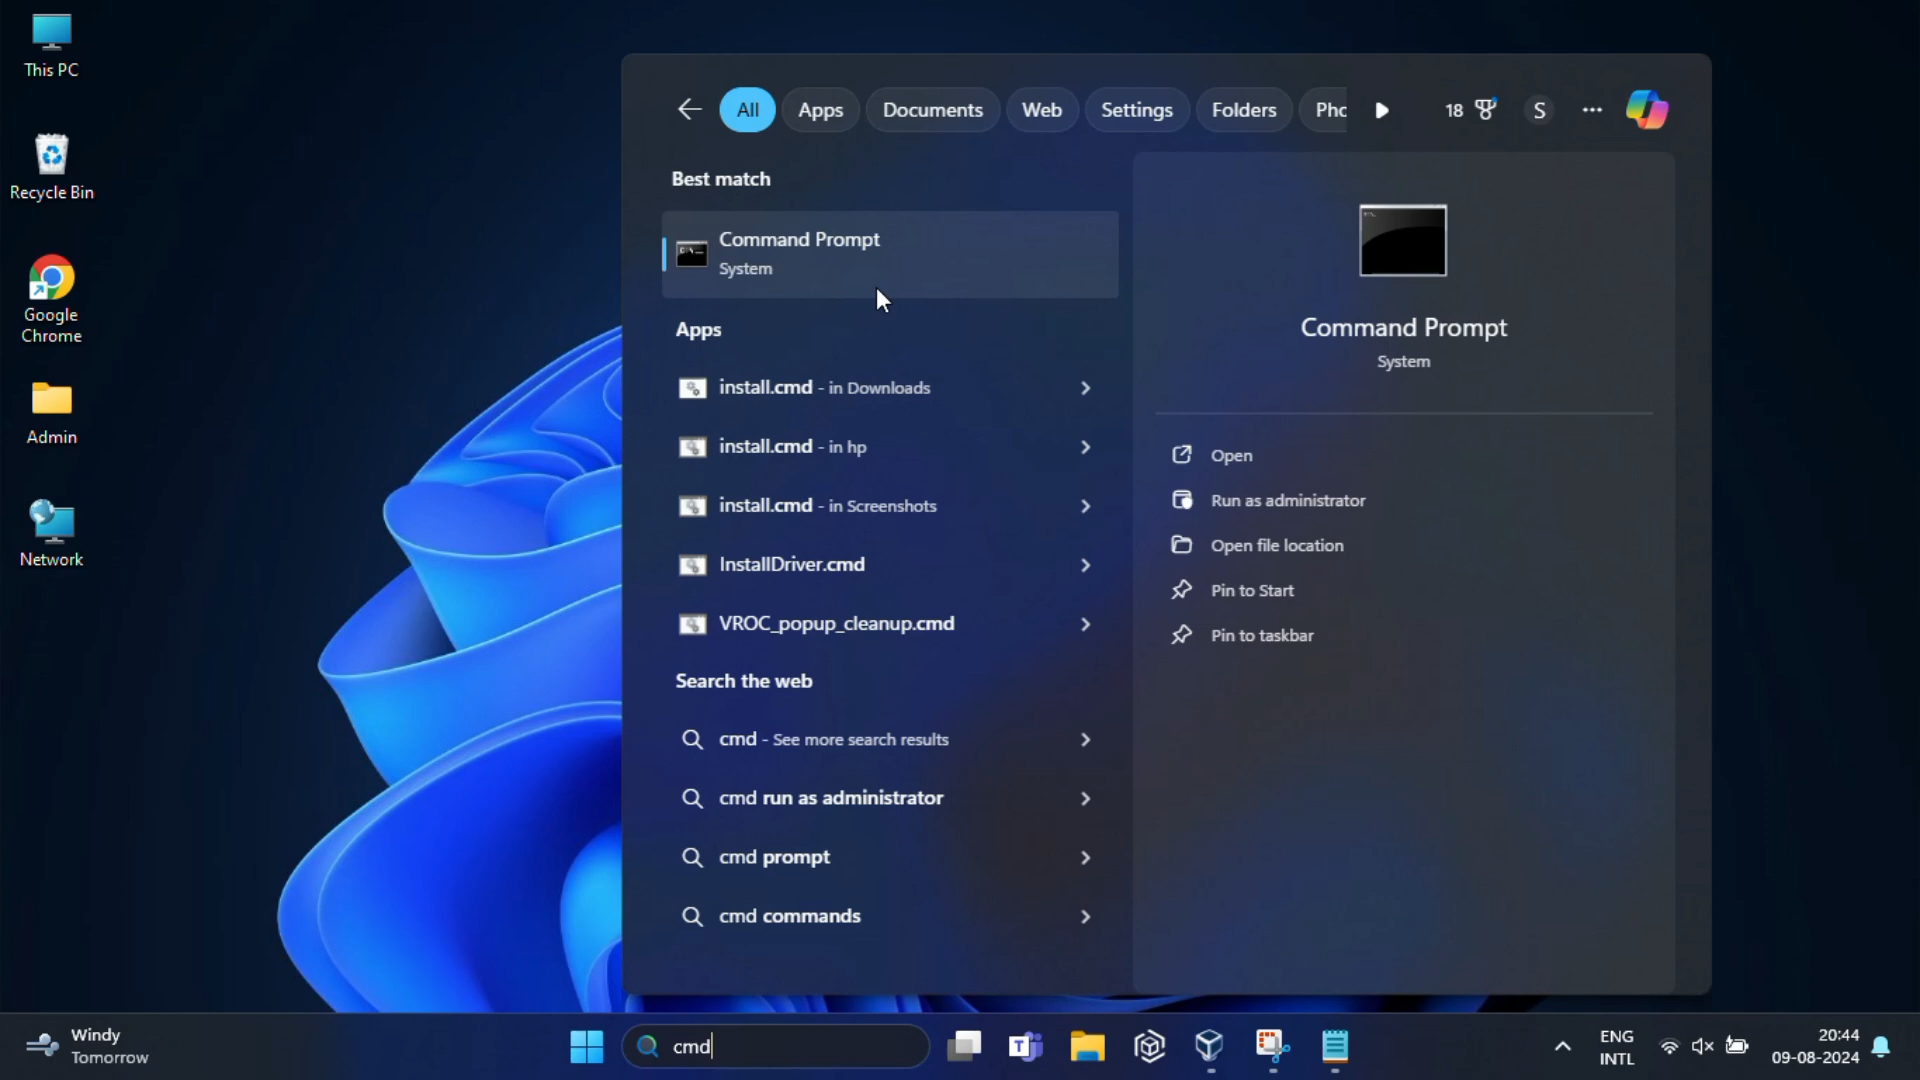 This PC
Recycle Bin
Google
Chrome
Admin
Network
All
Apps
Documents
Web
Settings
Folders
Pho
18
S
Best match
Command Prompt
System
Apps
install.cmd - in Downloads
install.cmd - in hp
install.cmd - in Screenshots
InstallDriver.cmd
VROC_popup_cleanup.cmd
Search the web
cmd - See more search results
cmd run as administrator
cmd prompt
cmd commands
Command Prompt
System
Open
Run as administrator
Open file location
Pin to Start
Pin to taskbar
Windy
Tomorrow
cmd
ENG
INTL
20:44
09-08-2024